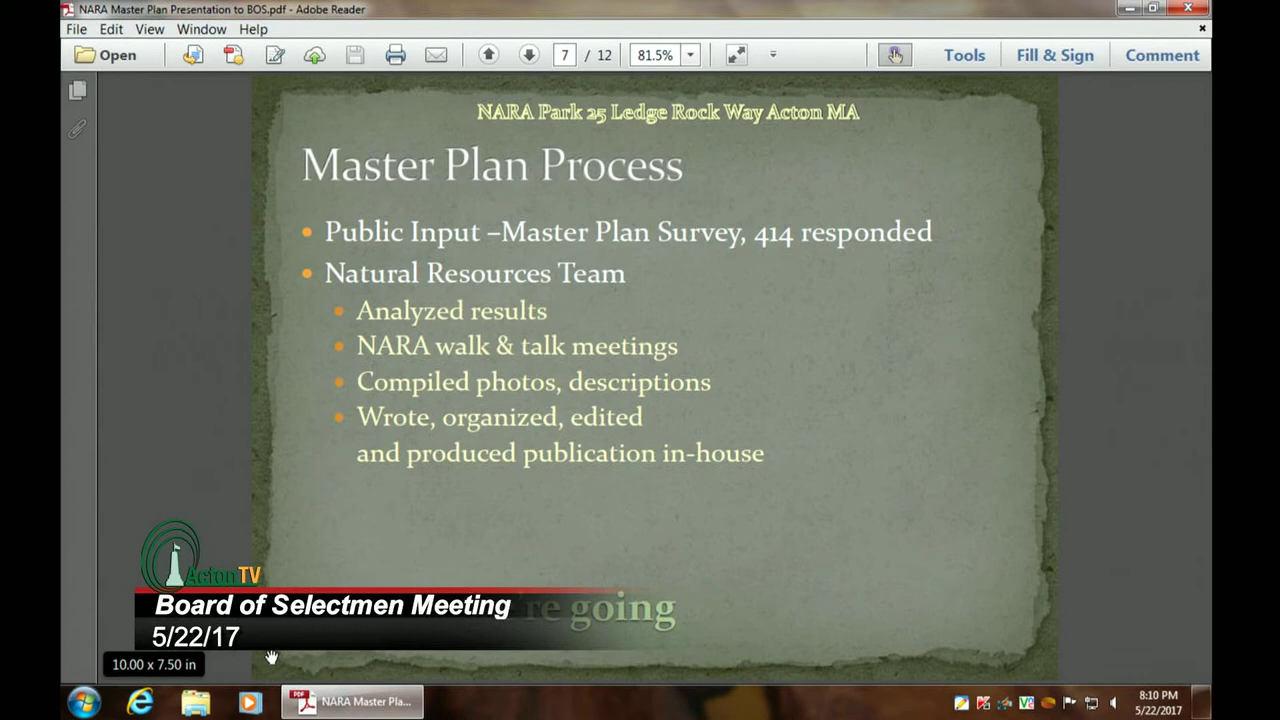 NARA Master Plan Presentation to BOS.pdf - Adobe Reader
File Edit View Window Help
Open 7 / 12 81.5% Tools Fill & Sign Comment
NARA Park 25 Ledge Rock Way Acton MA
Master Plan Process
• Public Input –Master Plan Survey, 414 responded
• Natural Resources Team
• Analyzed results
• NARA walk & talk meetings
• Compiled photos, descriptions
• Wrote, organized, edited
and produced publication in-house
ActonTV
Board of Selectmen Meeting
going
5/22/17
10.00 x 7.50 in
NARA Master Pla...
8:10 PM
5/22/2017